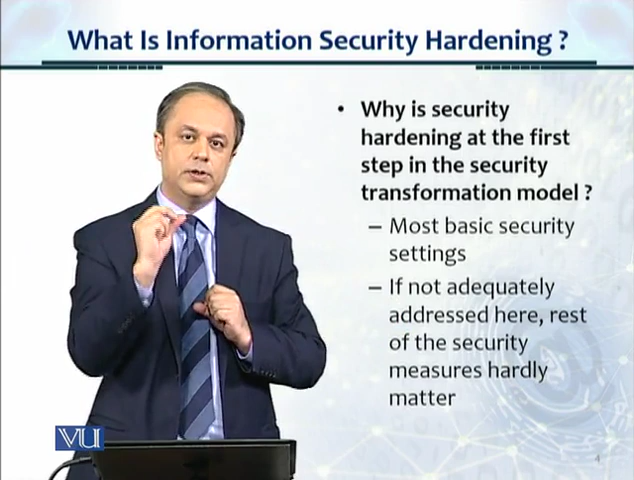 What Is Information Security Hardening ?
• Why is security
hardening at the first
step in the security
transformation model ?
– Most basic security
settings
– If not adequately
addressed here, rest
of the security
measures hardly
matter
VU
4